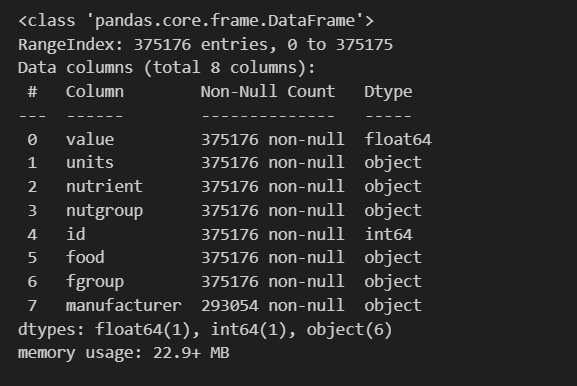 <class 'pandas.core.frame.DataFrame'>
RangeIndex: 375176 entries, 0 to 375175
Data columns (total 8 columns):
 #   Column        Non-Null Count   Dtype
---  ------        --------------   -----
 0   value         375176 non-null  float64
 1   units         375176 non-null  object
 2   nutrient      375176 non-null  object
 3   nutgroup      375176 non-null  object
 4   id            375176 non-null  int64
 5   food          375176 non-null  object
 6   fgroup        375176 non-null  object
 7   manufacturer  293054 non-null  object
dtypes: float64(1), int64(1), object(6)
memory usage: 22.9+ MB